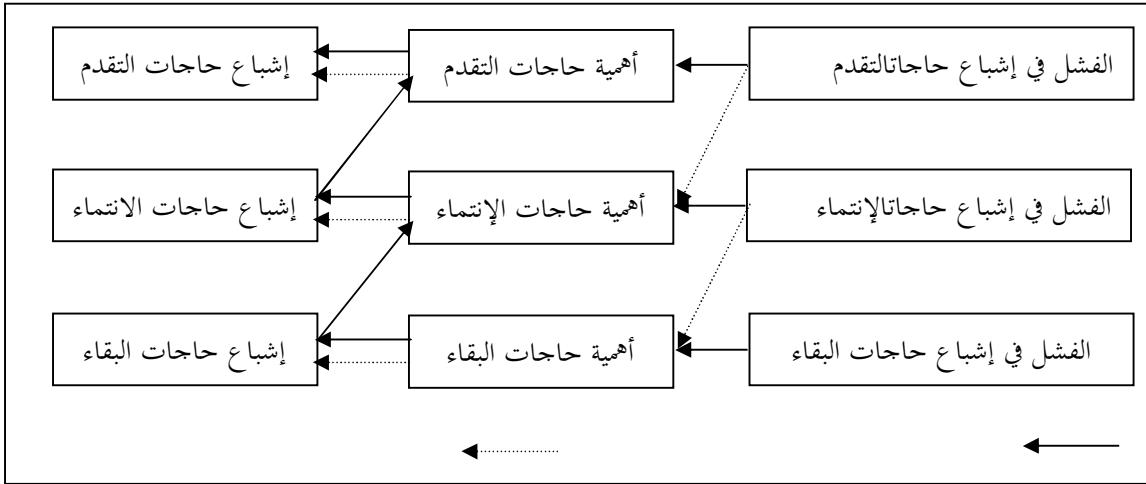 الفشل في إشباع حاجاتالتقدم
أهمية حاجات التقدم
إشباع حاجات التقدم
الفشل في إشباع حاجاتالإنتماء
أهمية حاجات الإنتماء
إشباع حاجات الانتماء
الفشل في إشباع حاجات البقاء
أهمية حاجات البقاء
إشباع حاجات البقاء